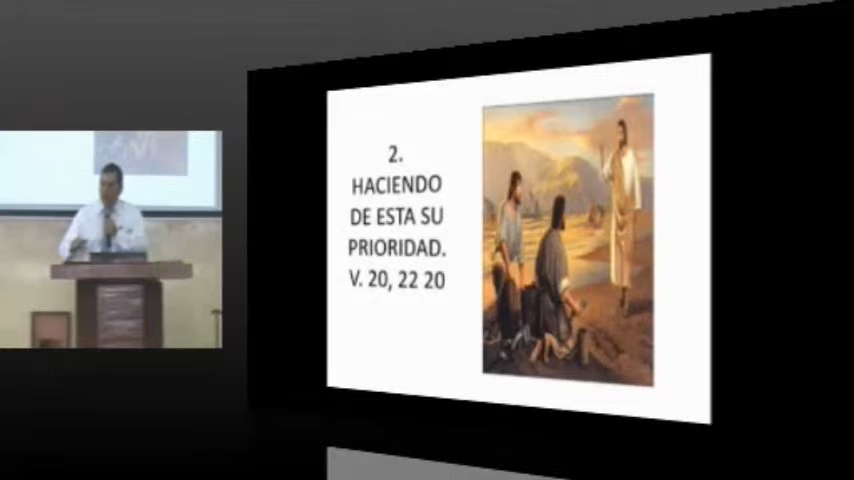 2.
HACIENDO
DE ESTA SU
PRIORIDAD.
V. 20, 22 20